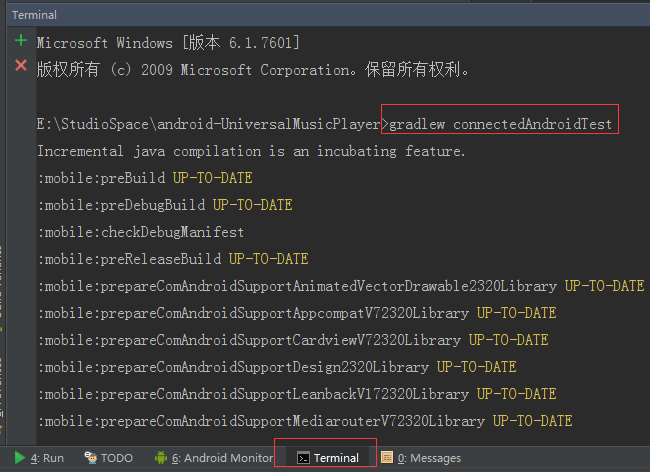 Terminal
Microsoft Windows [版本 6.1.7601]
版权所有 (c) 2009 Microsoft Corporation。保留所有权利。
E:\StudioSpace\android-UniversalMusicPlayer>gradlew connectedAndroidTest
Incremental java compilation is an incubating feature.
:mobile:preBuild UP-TO-DATE
:mobile:preDebugBuild UP-TO-DATE
:mobile:checkDebugManifest
:mobile:preReleaseBuild UP-TO-DATE
:mobile:prepareComAndroidSupportAnimatedVectorDrawable2320Library UP-TO-DATE
:mobile:prepareComAndroidSupportAppcompatV72320Library UP-TO-DATE
:mobile:prepareComAndroidSupportCardviewV72320Library UP-TO-DATE
:mobile:prepareComAndroidSupportDesign2320Library UP-TO-DATE
:mobile:prepareComAndroidSupportLeanbackV172320Library UP-TO-DATE
:mobile:prepareComAndroidSupportMediarouterV72320Library UP-TO-DATE
4: Run TODO 6: Android Monitor Terminal 0: Messages